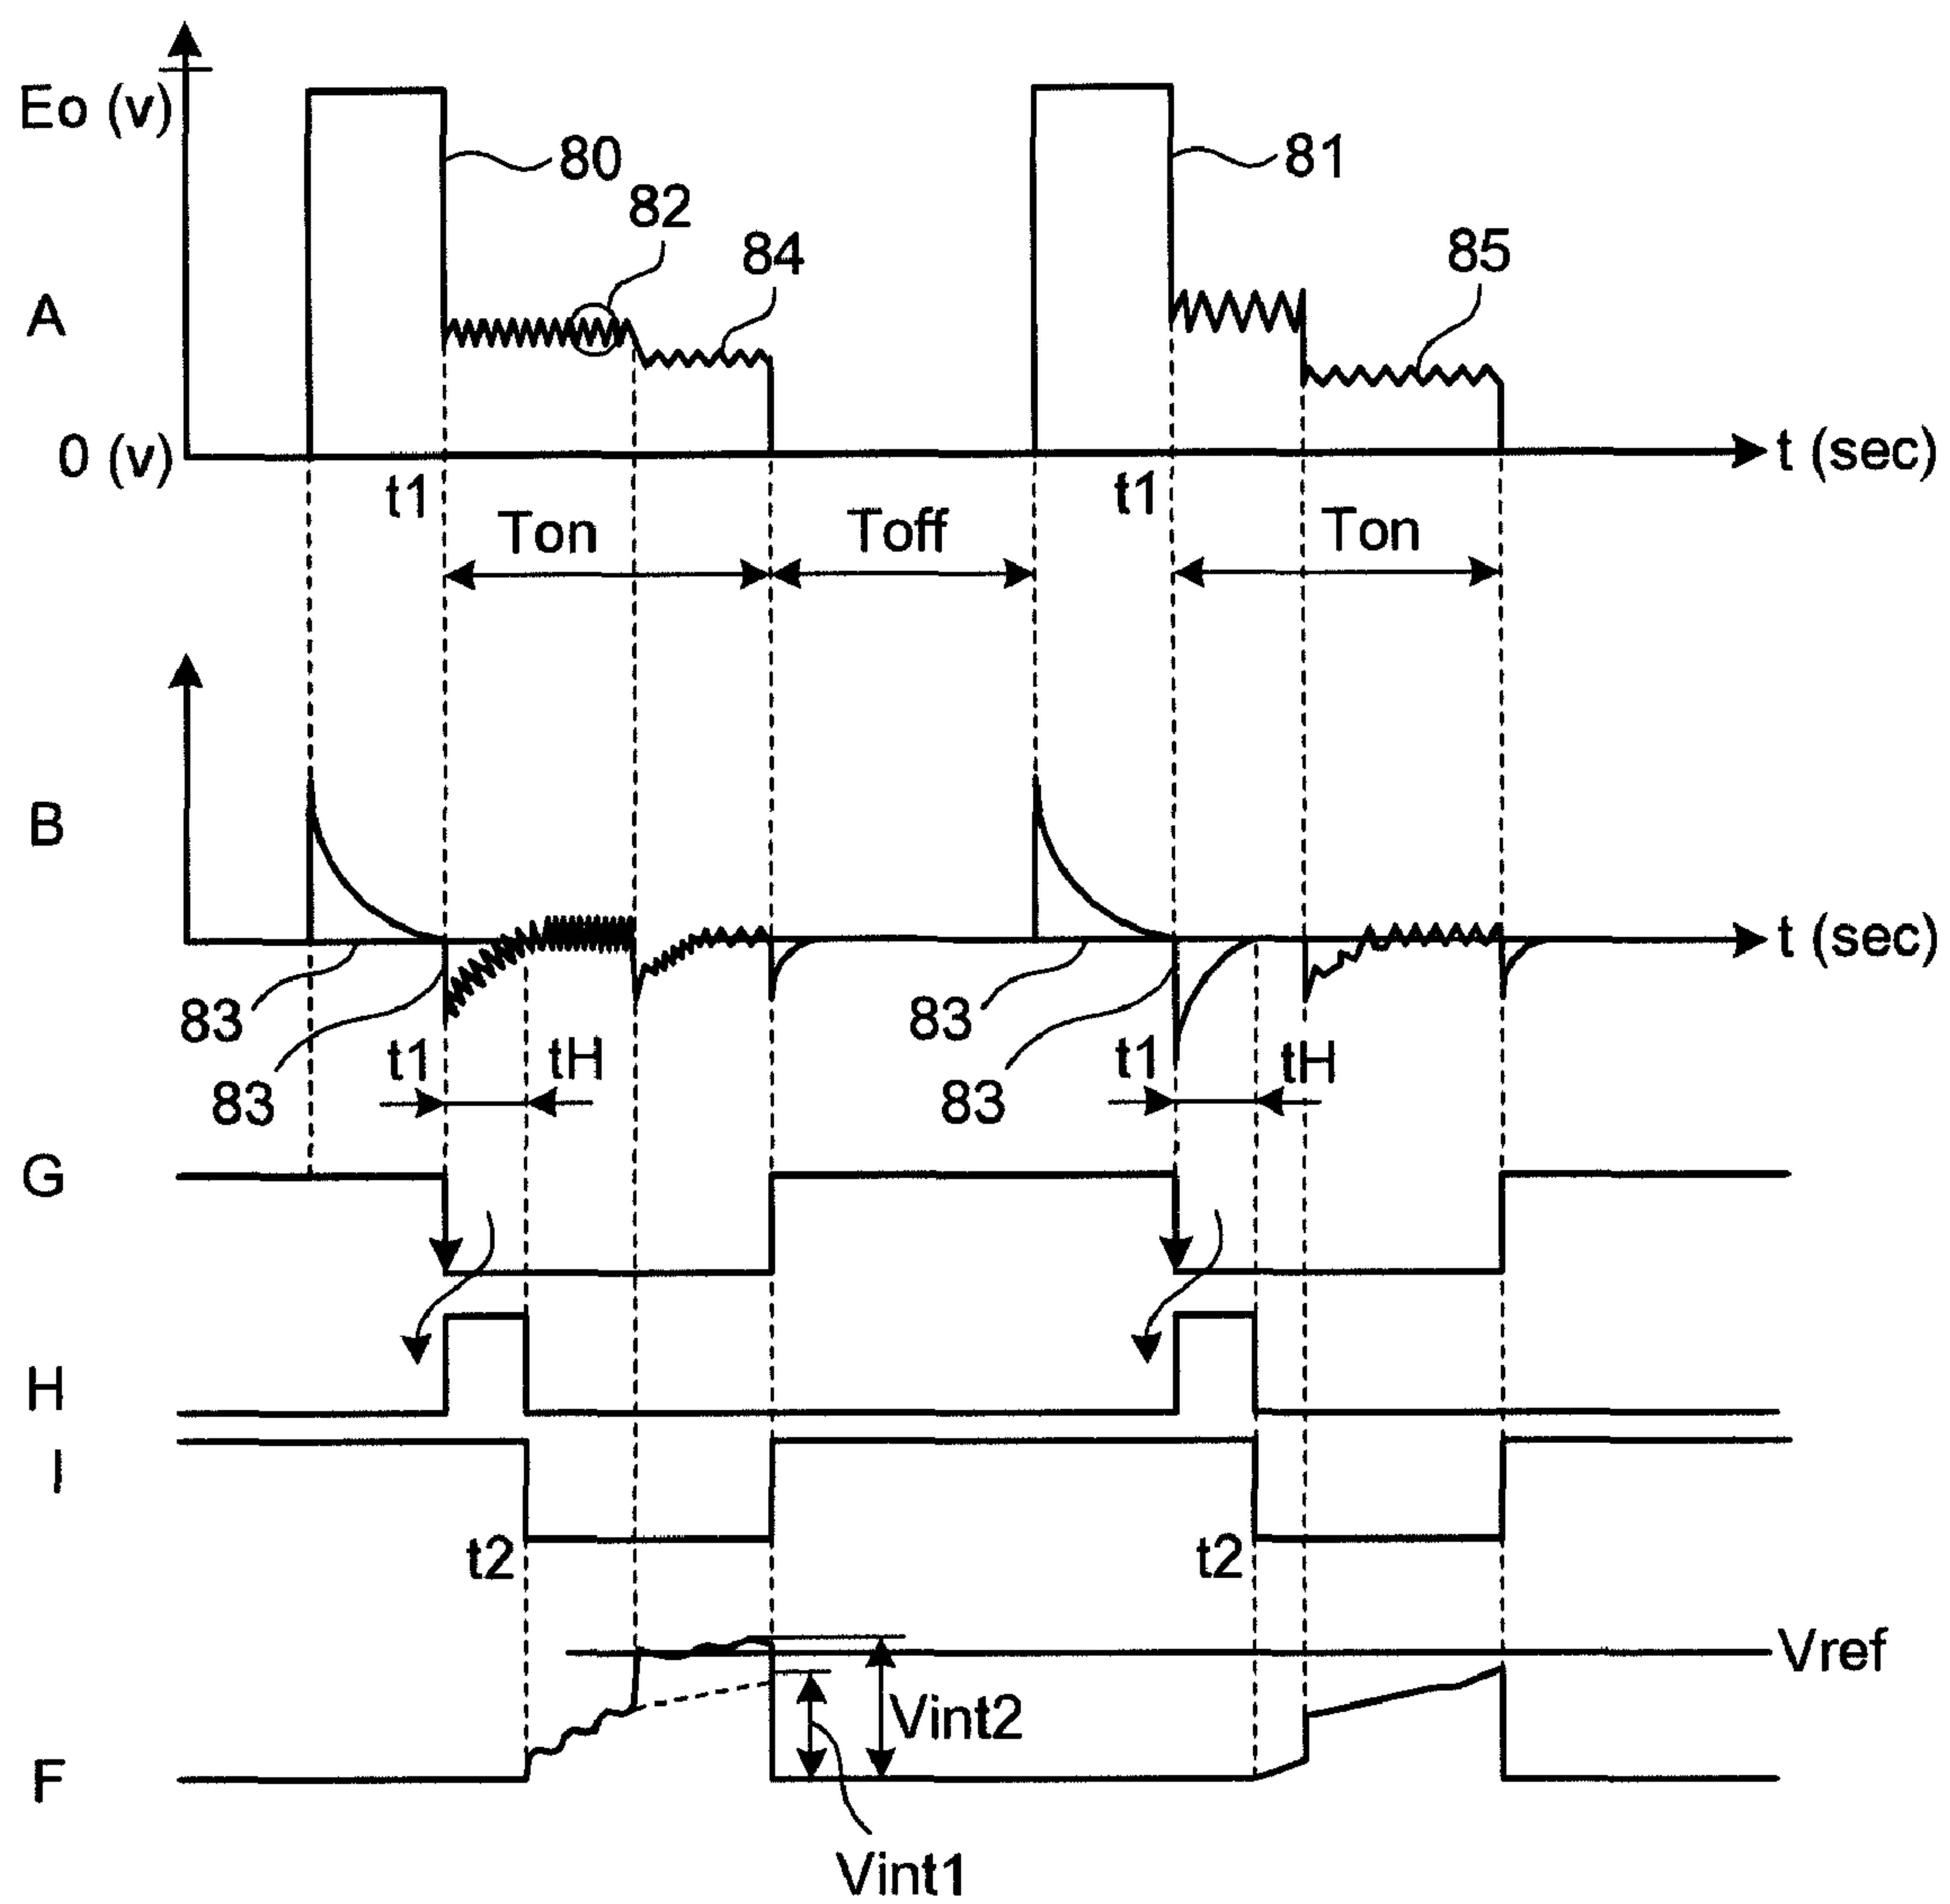 Eo (v)
80
81
82
84
85
A
0 (v)
t (sec)
t1
t1
Ton
Toff
Ton
B
t (sec)
83
83
83
83
t1
tH
t1
tH
G
H
I
t2
t2
Vref
Vint2
F
Vint1